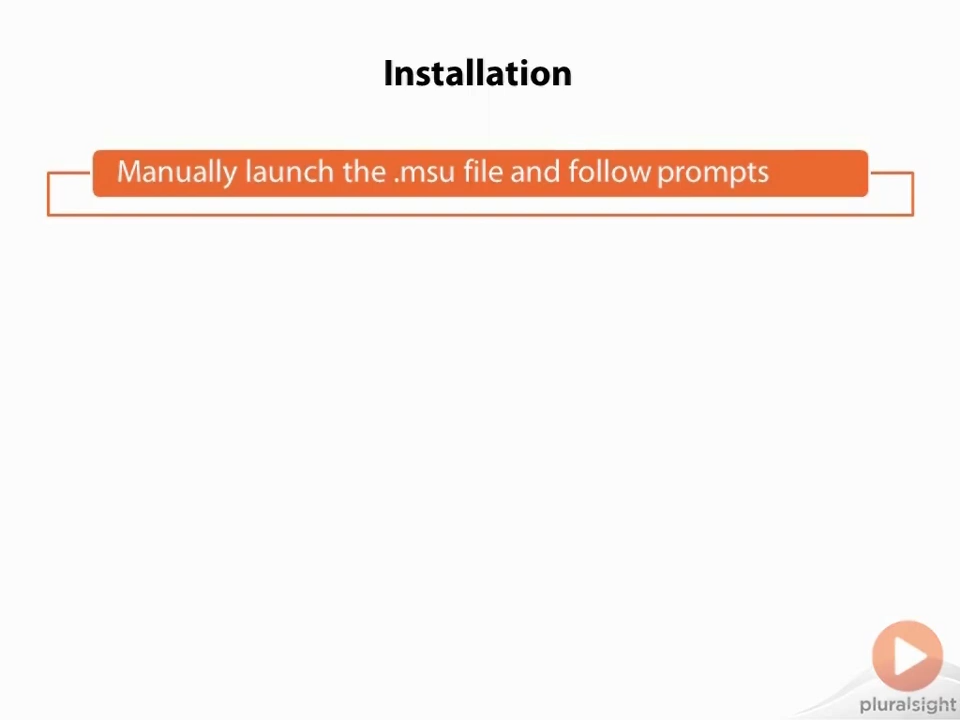 Installation
Manually launch the .msu file and follow prompts
pluralsight